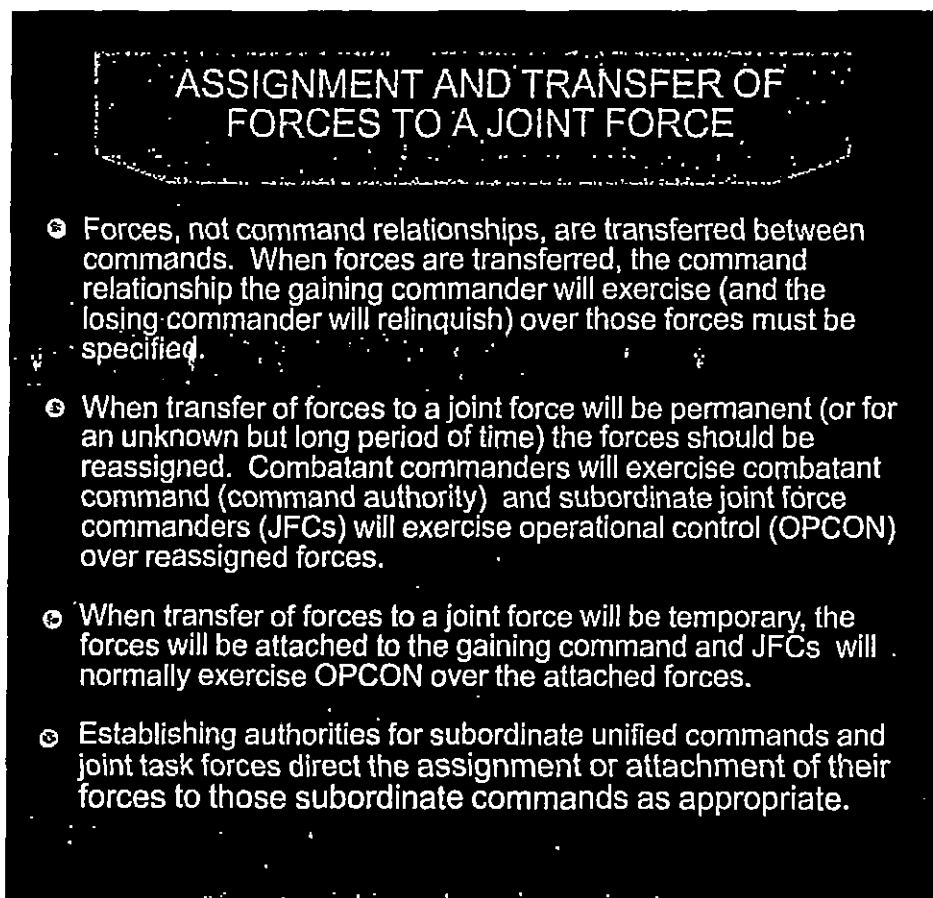 ASSIGNMENT AND TRANSFER OF
FORCES TO A JOINT FORCE
Forces, not command relationships, are transferred between
commands. When forces are transferred, the command
relationship the gaining commander will exercise (and the
losing commander will relinquish) over those forces must be
specified.
When transfer of forces to a joint force will be permanent (or for
an unknown but long period of time) the forces should be
reassigned. Combatant commanders will exercise combatant
command (command authority) and subordinate joint force
commanders (JFCs) will exercise operational control (OPCON)
over reassigned forces.
When transfer of forces to a joint force will be temporary, the
forces will be attached to the gaining command and JFCs will
normally exercise OPCON over the attached forces.
Establishing authorities for subordinate unified commands and
joint task forces direct the assignment or attachment of their
forces to those subordinate commands as appropriate.